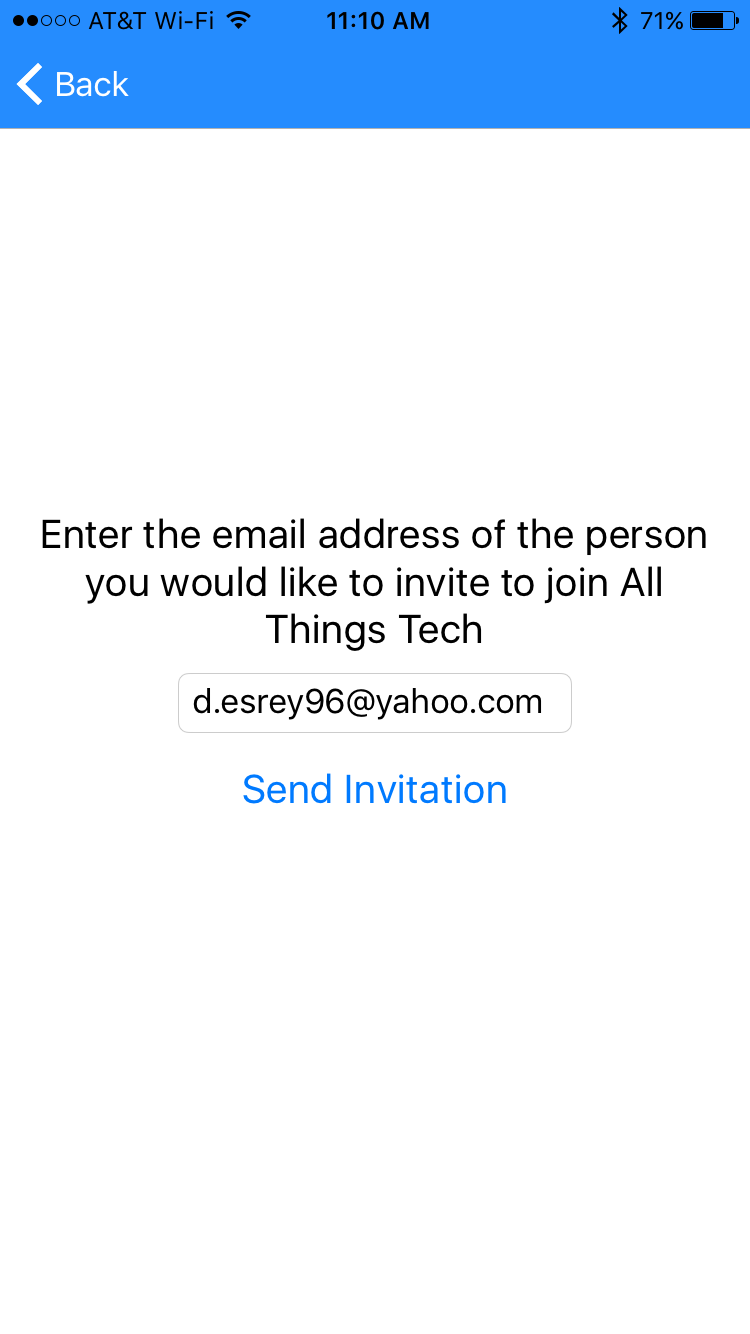 AT&T Wi-Fi 11:10 AM 71%
Back
Enter the email address of the person
you would like to invite to join All
Things Tech
d.esrey96@yahoo.com
Send Invitation